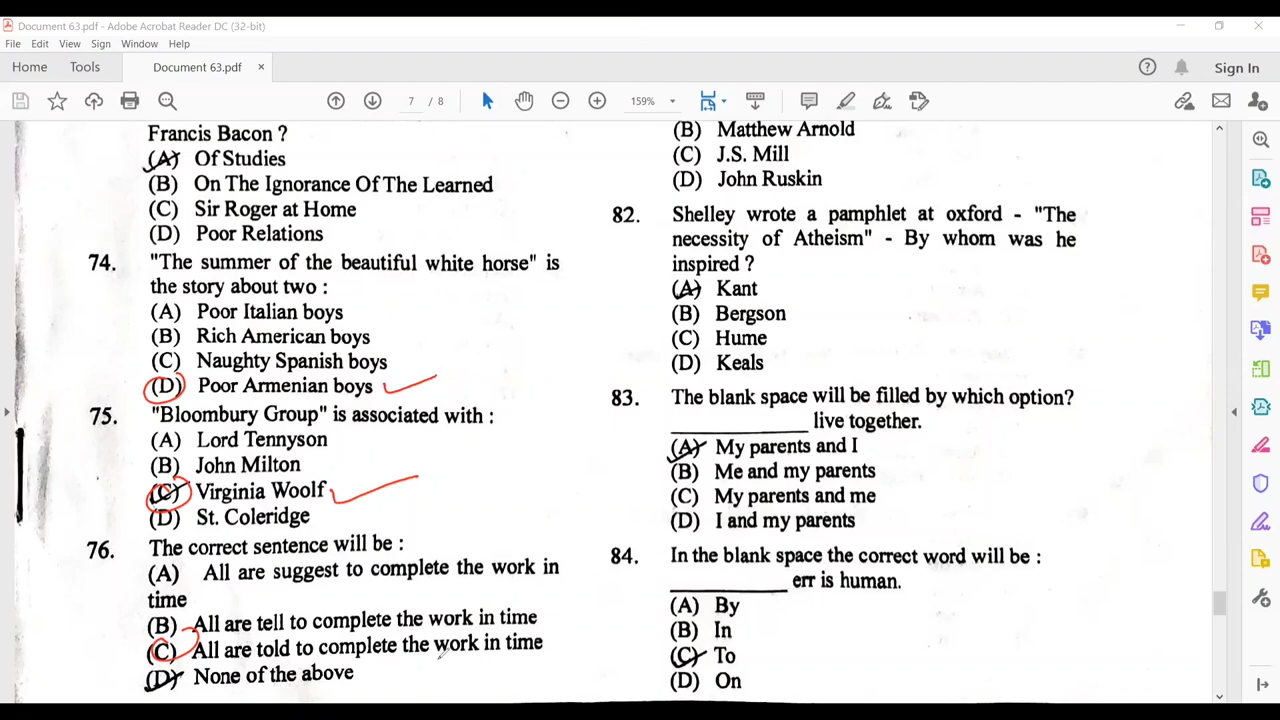 Document 63.pdf - Adobe Acrobat Reader DC (32-bit)
File Edit View Sign Window Help
Home Tools Document 63.pdf × Sign In
7 / 8 159%
Francis Bacon ?
(A) Of Studies
(B) On The Ignorance Of The Learned
(C) Sir Roger at Home
(D) Poor Relations
74. "The summer of the beautiful white horse" is
the story about two :
(A) Poor Italian boys
(B) Rich American boys
(C) Naughty Spanish boys
(D) Poor Armenian boys
75. "Bloombury Group" is associated with :
(A) Lord Tennyson
(B) John Milton
(C) Virginia Woolf
(D) St. Coleridge
76. The correct sentence will be :
(A) All are suggest to complete the work in
time
(B) All are tell to complete the work in time
(C) All are told to complete the work in time
(D) None of the above
(B) Matthew Arnold
(C) J.S. Mill
(D) John Ruskin
82. Shelley wrote a pamphlet at oxford - "The
necessity of Atheism" - By whom was he
inspired ?
(A) Kant
(B) Bergson
(C) Hume
(D) Keals
83. The blank space will be filled by which option?
__________ live together.
(A) My parents and I
(B) Me and my parents
(C) My parents and me
(D) I and my parents
84. In the blank space the correct word will be :
__________ err is human.
(A) By
(B) In
(C) To
(D) On